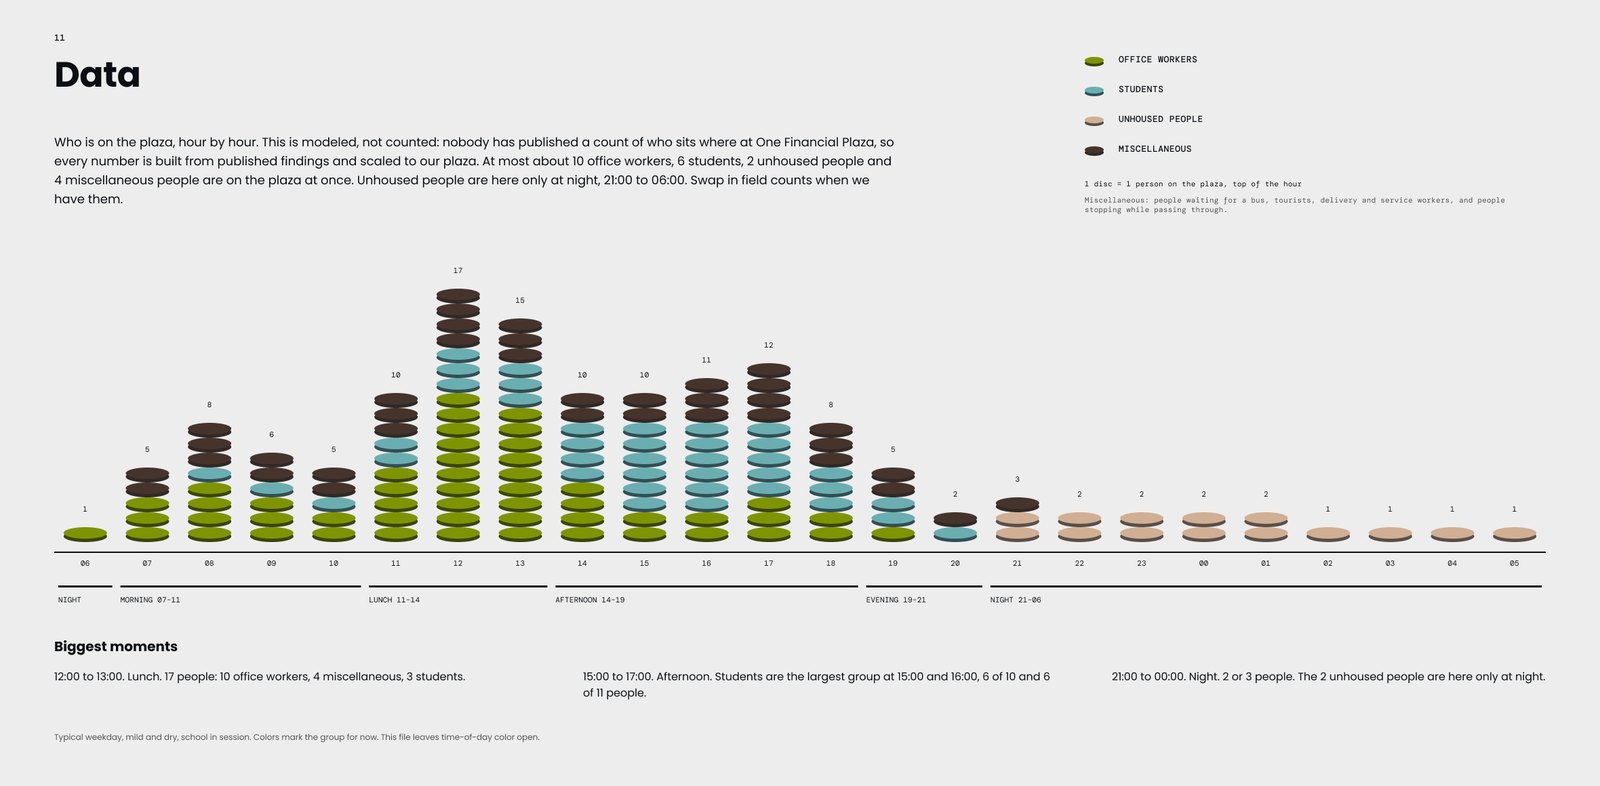 11
Data
Who is on the plaza, hour by hour. This is modeled, not counted: nobody has published a count of who sits where at One Financial Plaza, so
every number is built from published findings and scaled to our plaza. At most about 10 office workers, 6 students, 2 unhoused people and
4 miscellaneous people are on the plaza at once. Unhoused people are here only at night, 21:00 to 06:00. Swap in field counts when we
have them.
OFFICE WORKERS
STUDENTS
UNHOUSED PEOPLE
MISCELLANEOUS
1 disc = 1 person on the plaza, top of the hour
Miscellaneous: people waiting for a bus, tourists, delivery and service workers, and people
stopping while passing through.
1 5 8 6 5 10 17 15 10 10 11 12 8 5 2 3 2 2 2 2 1 1 1 1
06 07 08 09 10 11 12 13 14 15 16 17 18 19 20 21 22 23 00 01 02 03 04 05
NIGHT MORNING 07–11 LUNCH 11–14 AFTERNOON 14–19 EVENING 19–21 NIGHT 21–06
Biggest moments
12:00 to 13:00. Lunch. 17 people: 10 office workers, 4 miscellaneous, 3 students.
15:00 to 17:00. Afternoon. Students are the largest group at 15:00 and 16:00, 6 of 10 and 6
of 11 people.
21:00 to 00:00. Night. 2 or 3 people. The 2 unhoused people are here only at night.
Typical weekday, mild and dry, school in session. Colors mark the group for now. This file leaves time-of-day color open.